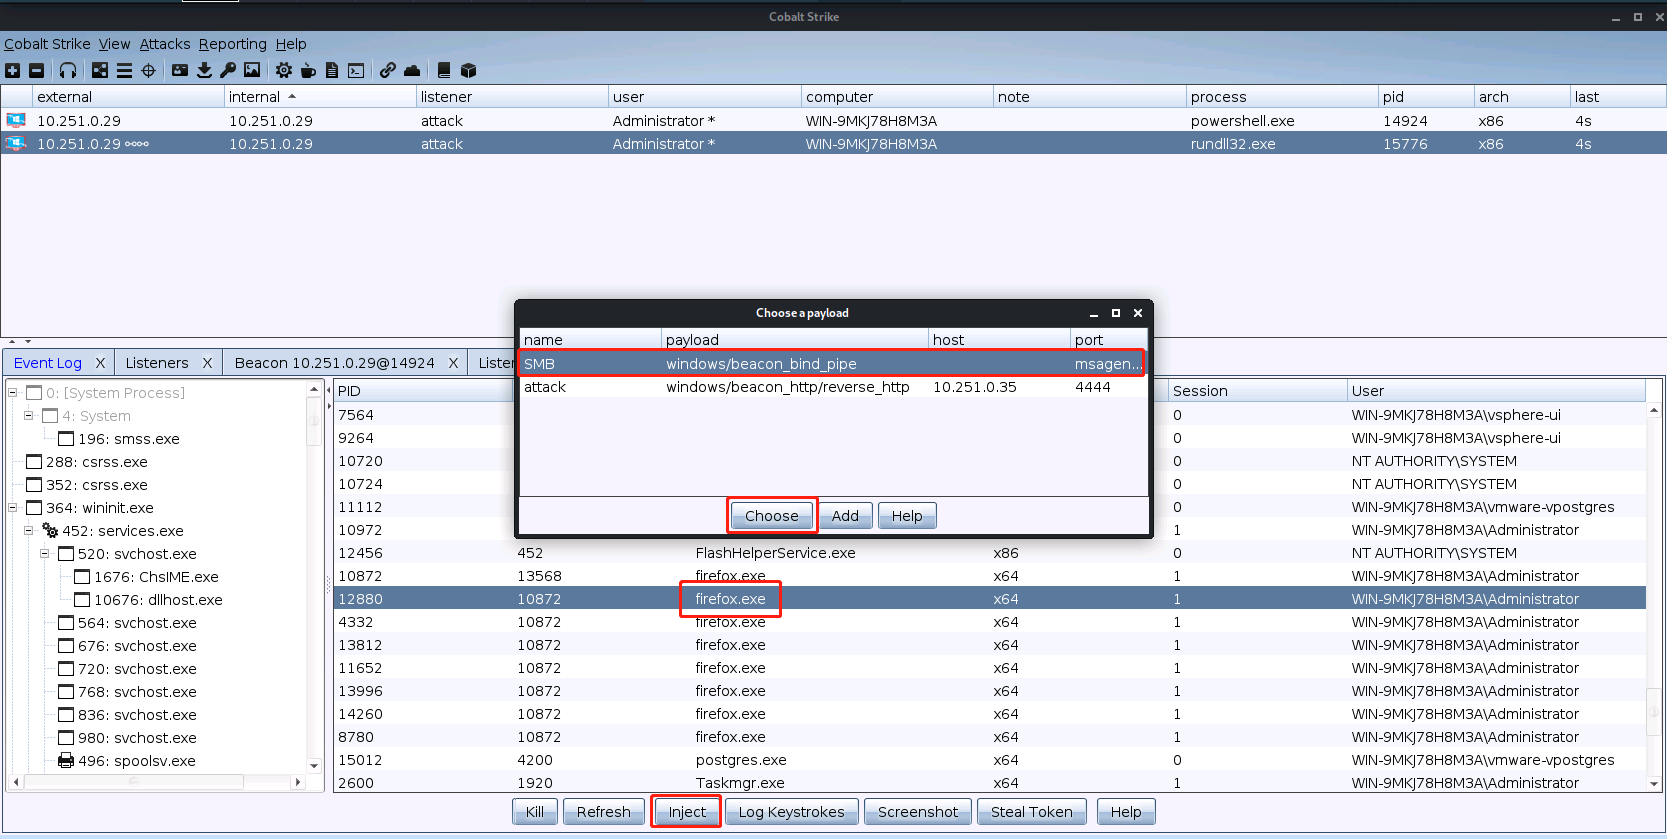 Cobalt Strike
Cobalt Strike View Attacks Reporting Help
external internal listener user computer note process pid arch last
10.251.0.29 10.251.0.29 attack Administrator * WIN-9MKJ78H8M3A powershell.exe 14924 x86 4s
10.251.0.29 10.251.0.29 attack Administrator * WIN-9MKJ78H8M3A rundll32.exe 15776 x86 4s
Choose a payload
name payload host port
SMB windows/beacon_bind_pipe msagen...
attack windows/beacon_http/reverse_http 10.251.0.35 4444
Choose Add Help
Event Log X Listeners X Beacon 10.251.0.29@14924 X Lister
0: [System Process]
4: System
196: smss.exe
288: csrss.exe
352: csrss.exe
364: wininit.exe
452: services.exe
520: svchost.exe
1676: ChsIME.exe
10676: dllhost.exe
564: svchost.exe
676: svchost.exe
720: svchost.exe
768: svchost.exe
836: svchost.exe
980: svchost.exe
496: spoolsv.exe
PID Session User
7564 0 WIN-9MKJ78H8M3A\vsphere-ui
9264 0 WIN-9MKJ78H8M3A\vsphere-ui
10720 0 NT AUTHORITY\SYSTEM
10724 0 NT AUTHORITY\SYSTEM
11112 0 WIN-9MKJ78H8M3A\vmware-vpostgres
10972 1 WIN-9MKJ78H8M3A\Administrator
12456 452 FlashHelperService.exe x86 0 NT AUTHORITY\SYSTEM
10872 13568 firefox.exe x64 1 WIN-9MKJ78H8M3A\Administrator
12880 10872 firefox.exe x64 1 WIN-9MKJ78H8M3A\Administrator
4332 10872 firefox.exe x64 1 WIN-9MKJ78H8M3A\Administrator
13812 10872 firefox.exe x64 1 WIN-9MKJ78H8M3A\Administrator
11652 10872 firefox.exe x64 1 WIN-9MKJ78H8M3A\Administrator
13996 10872 firefox.exe x64 1 WIN-9MKJ78H8M3A\Administrator
14260 10872 firefox.exe x64 1 WIN-9MKJ78H8M3A\Administrator
8780 10872 firefox.exe x64 1 WIN-9MKJ78H8M3A\Administrator
15012 4200 postgres.exe x64 0 WIN-9MKJ78H8M3A\vmware-vpostgres
2600 1920 Taskmgr.exe x64 1 WIN-9MKJ78H8M3A\Administrator
Kill Refresh Inject Log Keystrokes Screenshot Steal Token Help